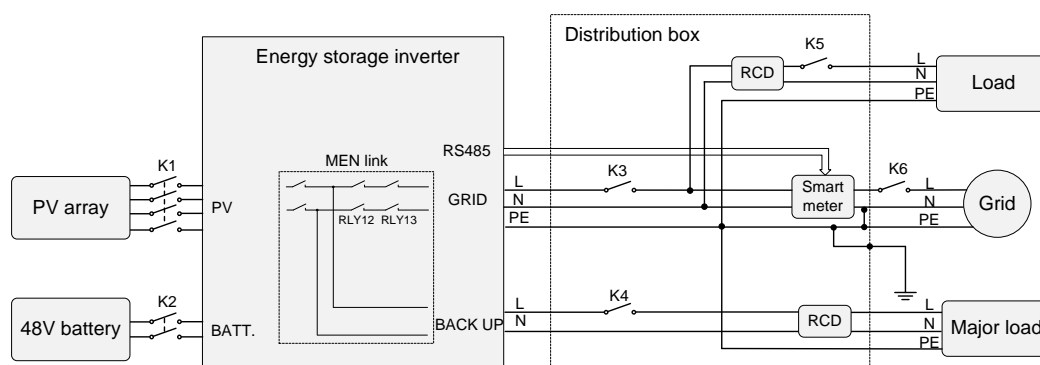 Energy storage inverter
Distribution box
K5
L
N
PE
RCD
Load
RS485
MEN link
K1
K3
K6
L
N
PE
GRID
Smart
meter
L
N
PE
Grid
PV array
PV
RLY12 RLY13
K2
K4
L
N
BACK UP
RCD
L
N
PE
Major load
48V battery
BATT.